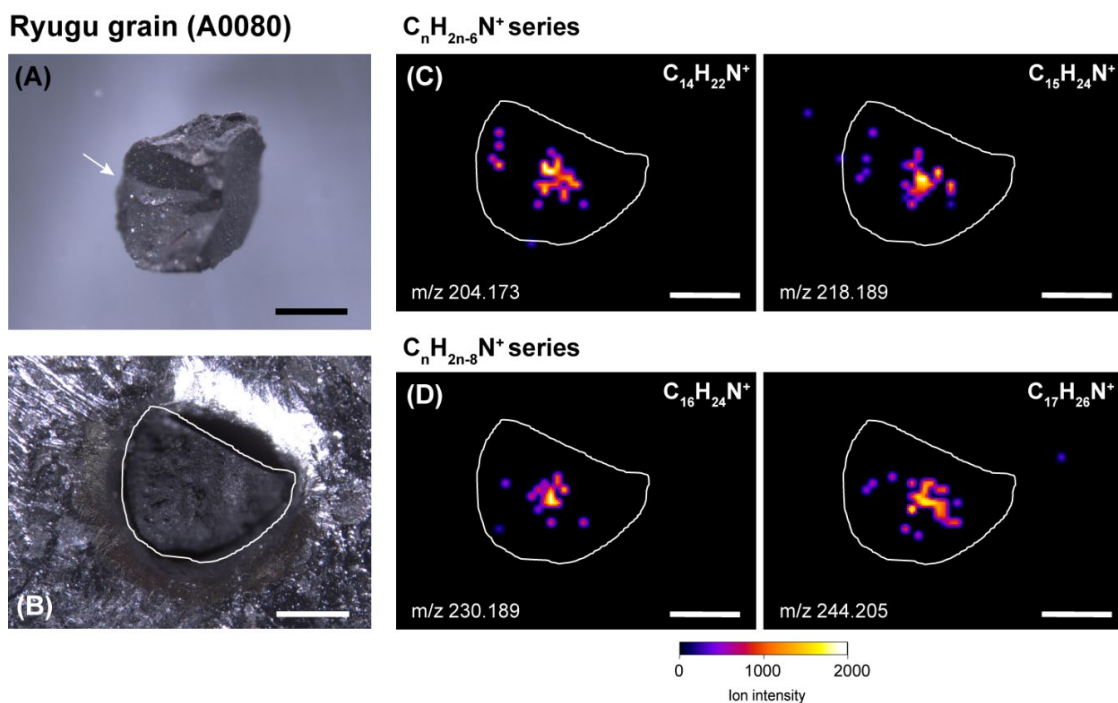 Ryugu grain (A0080)
(A)
(B)
CₙH₂ₙ₋₆N⁺ series
(C)
C₁₄H₂₂N⁺
m/z 204.173
C₁₅H₂₄N⁺
m/z 218.189
CₙH₂ₙ₋₈N⁺ series
(D)
C₁₆H₂₄N⁺
m/z 230.189
C₁₇H₂₆N⁺
m/z 244.205
0 1000 2000
Ion intensity